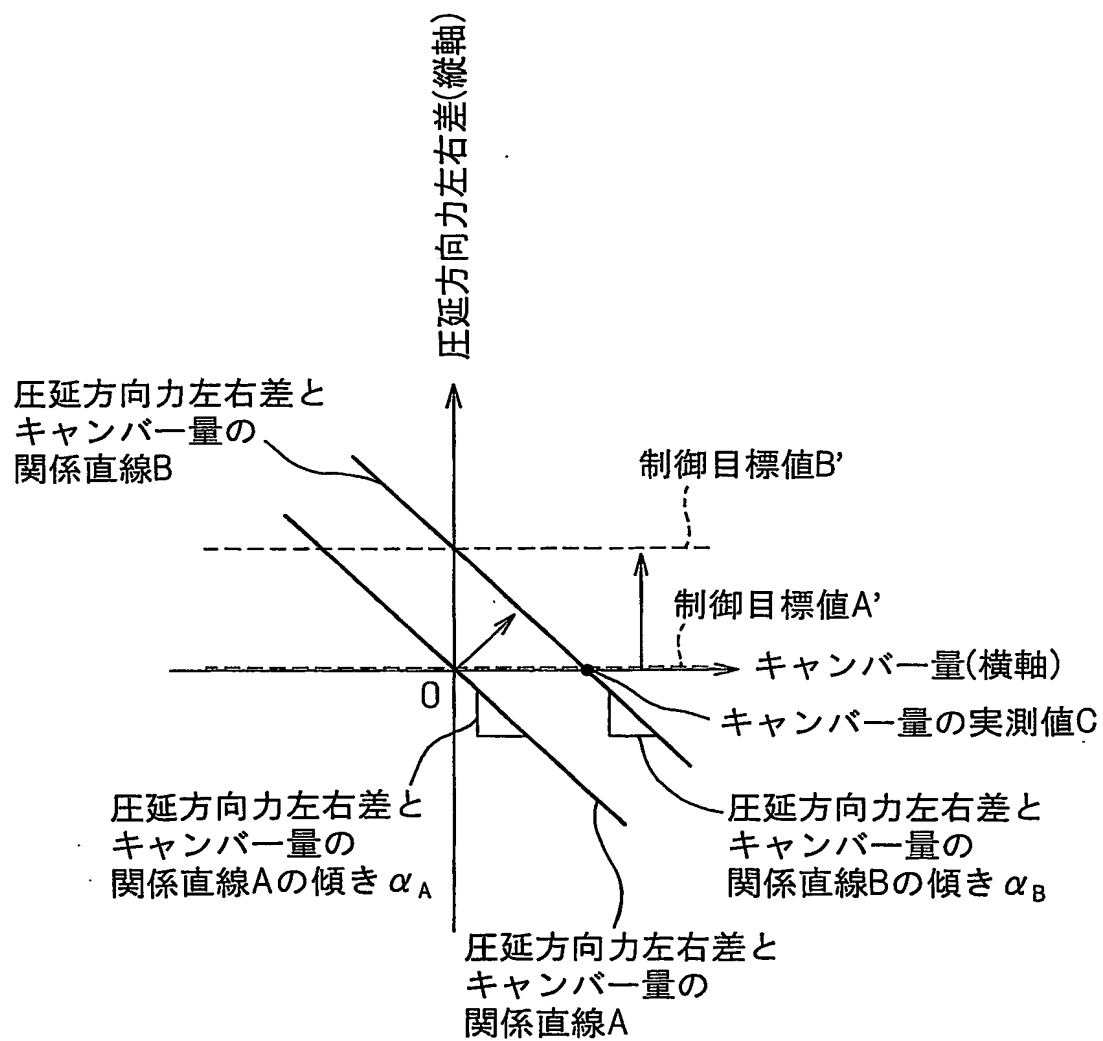 圧延方向力左右差(縦軸)
圧延方向力左右差と
キャンバー量の
関係直線B
制御目標値B’
制御目標値A’
キャンバー量(横軸)
0
キャンバー量の実測値C
圧延方向力左右差と
キャンバー量の
関係直線Aの傾きαA
圧延方向力左右差と
キャンバー量の
関係直線Bの傾きαB
圧延方向力左右差と
キャンバー量の
関係直線A